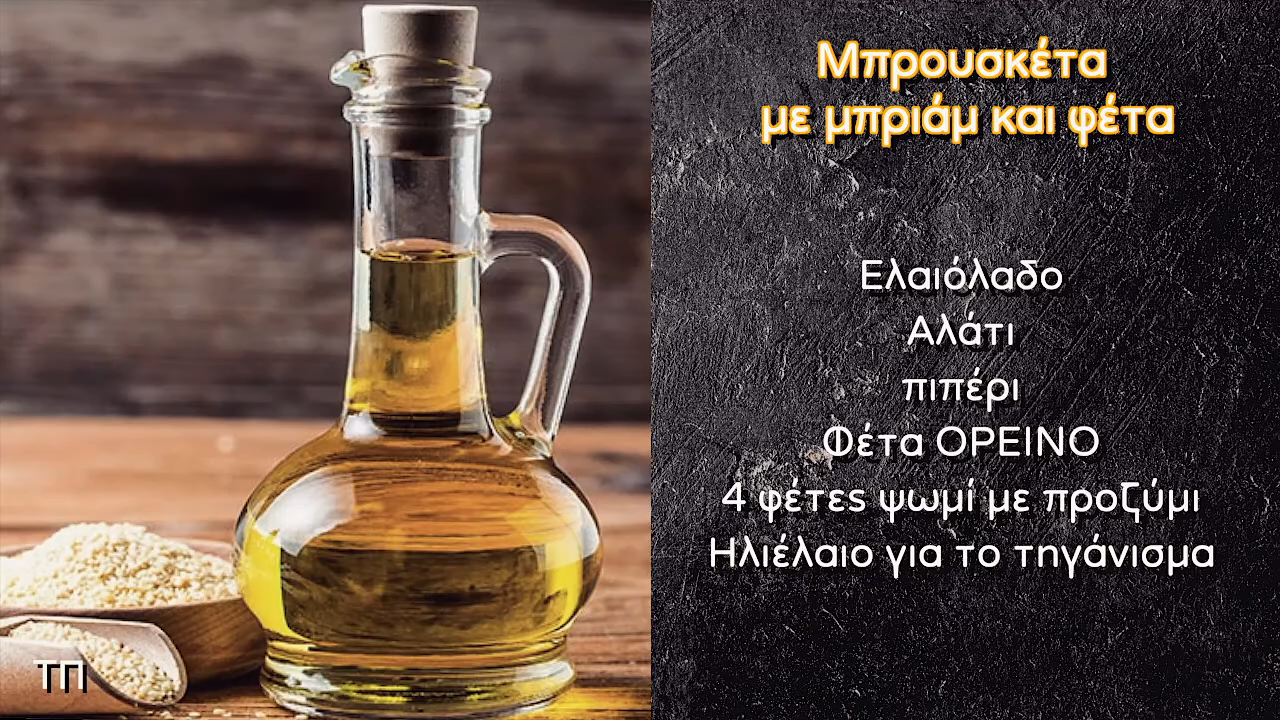 Μπρουσκέτα
με μπριάμ και φέτα
Ελαιόλαδο
Αλάτι
πιπέρι
Φέτα ΟΡΕΙΝΟ
4 φέτες ψωμί με προζύμι
Ηλιέλαιο για το τηγάνισμα
ΤΠ